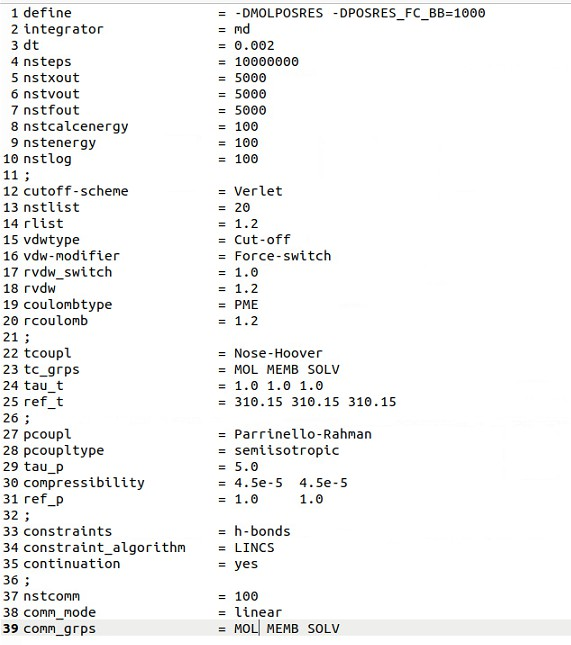 1 define = -DMOLPOSRES -DPOSRES_FC_BB=1000
2 integrator = md
3 dt = 0.002
4 nsteps = 10000000
5 nstxout = 5000
6 nstvout = 5000
7 nstfout = 5000
8 nstcalcenergy = 100
9 nstenergy = 100
10 nstlog = 100
11 ;
12 cutoff-scheme = Verlet
13 nstlist = 20
14 rlist = 1.2
15 vdwtype = Cut-off
16 vdw-modifier = Force-switch
17 rvdw_switch = 1.0
18 rvdw = 1.2
19 coulombtype = PME
20 rcoulomb = 1.2
21 ;
22 tcoupl = Nose-Hoover
23 tc_grps = MOL MEMB SOLV
24 tau_t = 1.0 1.0 1.0
25 ref_t = 310.15 310.15 310.15
26 ;
27 pcoupl = Parrinello-Rahman
28 pcoupltype = semiisotropic
29 tau_p = 5.0
30 compressibility = 4.5e-5 4.5e-5
31 ref_p = 1.0 1.0
32 ;
33 constraints = h-bonds
34 constraint_algorithm = LINCS
35 continuation = yes
36 ;
37 nstcomm = 100
38 comm_mode = linear
39 comm_grps = MOL MEMB SOLV